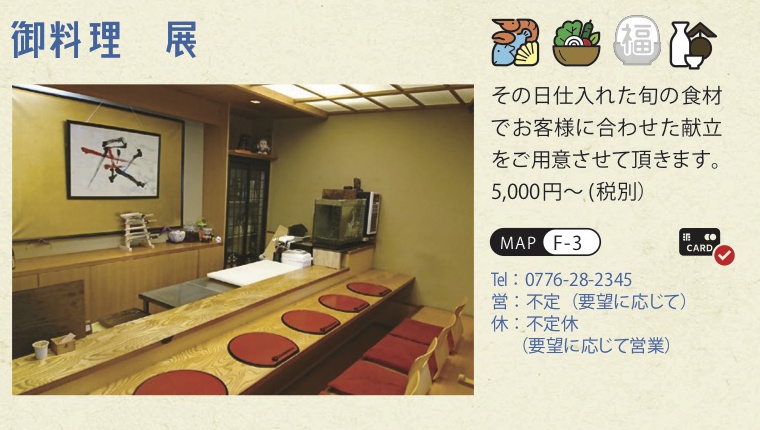 御料理 展
福
その日仕入れた旬の食材
でお客様に合わせた献立
をご用意させて頂きます。
5,000円〜(税別)
MAP F-3
CARD
Tel：0776-28-2345
営：不定（要望に応じて）
休：不定休
（要望に応じて営業）